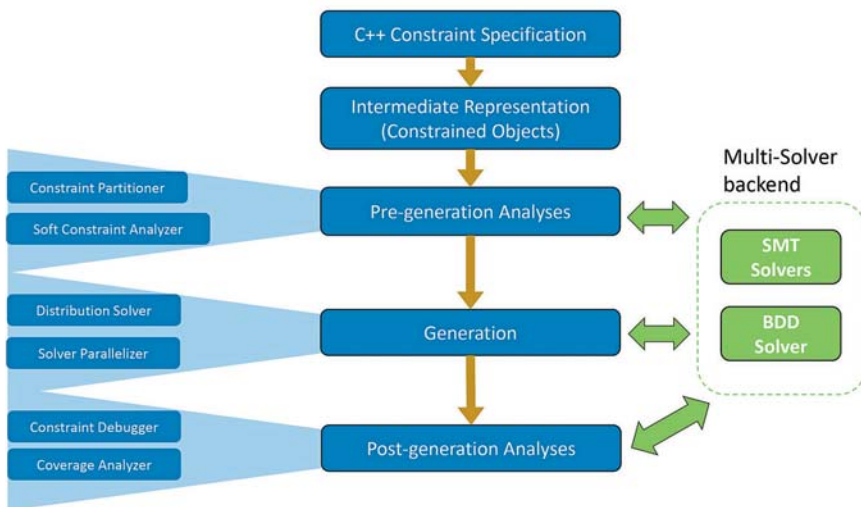 C++ Constraint Specification
Intermediate Representation
(Constrained Objects)
Multi-Solver
backend
Constraint Partitioner
Soft Constraint Analyzer
Pre-generation Analyses
SMT
Solvers
Distribution Solver
Solver Parallelizer
Generation
BDD
Solver
Constraint Debugger
Coverage Analyzer
Post-generation Analyses